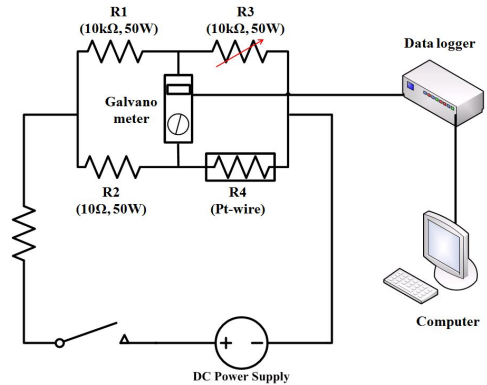 R1
(10kΩ, 50W)
R3
(10kΩ, 50W)
Data logger
Galvano
meter
R2
(10Ω, 50W)
R4
(Pt-wire)
Computer
+ −
DC Power Supply